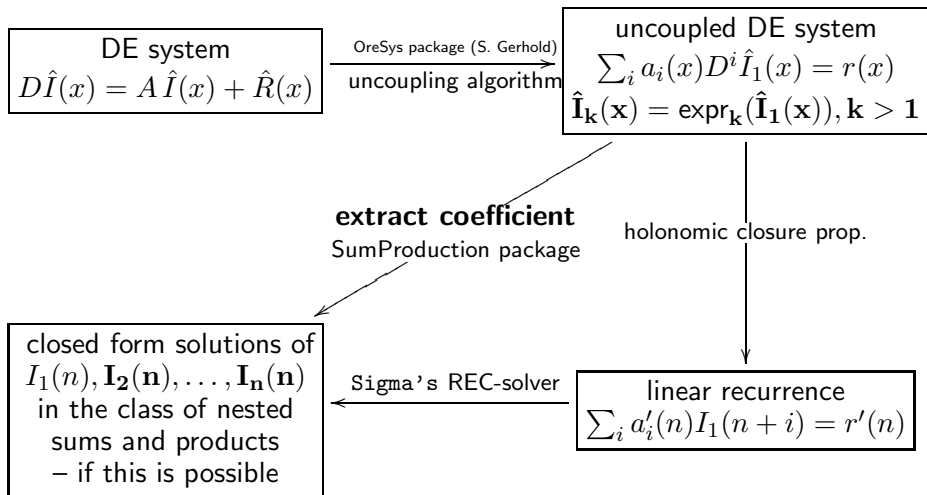 DE system
DÎ(x) = A Î(x) + R̂(x)
OreSys package (S. Gerhold)
uncoupling algorithm
uncoupled DE system
∑_i a_i(x)D^i Î_1(x) = r(x)
Î_k(x) = expr_k(Î_1(x)), k > 1
extract coefficient
SumProduction package
holonomic closure prop.
closed form solutions of
I_1(n), I_2(n), . . . , I_n(n)
in the class of nested
sums and products
– if this is possible
Sigma's REC-solver
linear recurrence
∑_i a'_i(n)I_1(n + i) = r'(n)